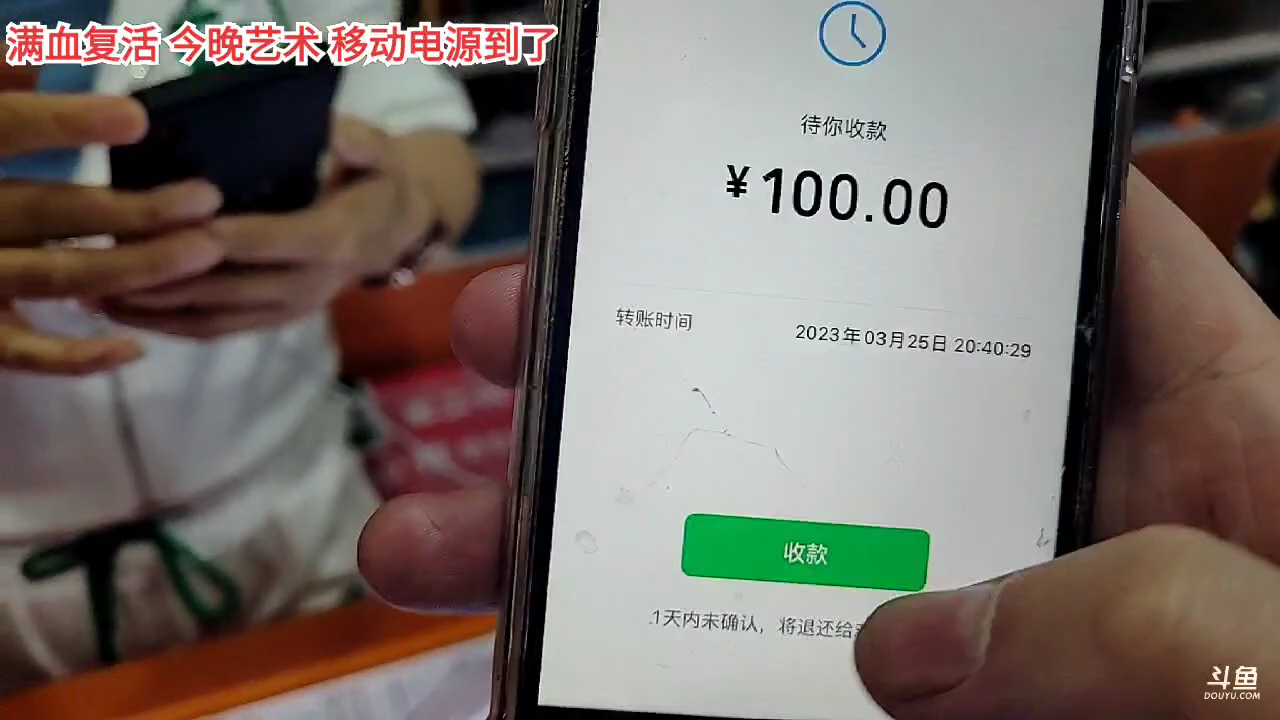 满血复活 今晚艺术 移动电源到了
待你收款
¥100.00
转账时间
2023年03月25日 20:40:29
收款
1天内未确认，将退还给
斗鱼
DOUYU.COM